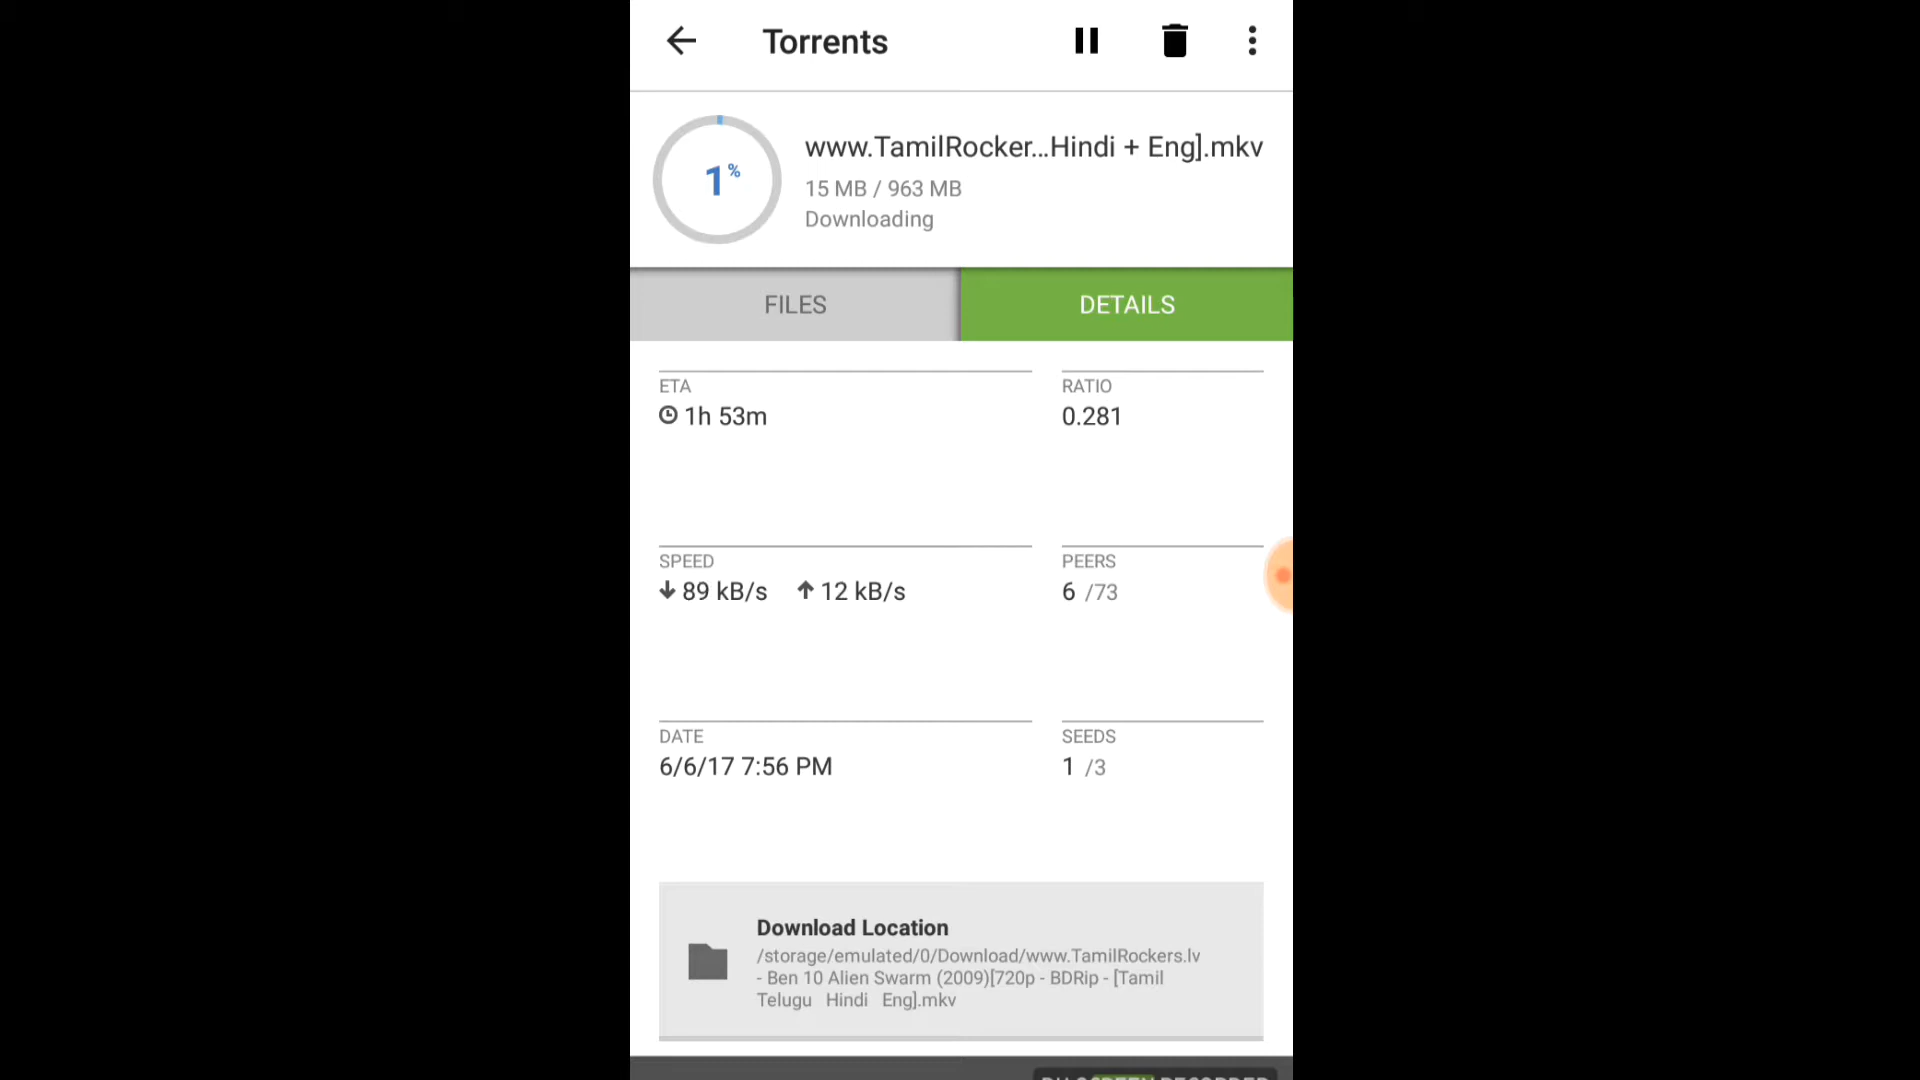 Torrents
1%
www.TamilRocker...Hindi + Eng].mkv
15 MB / 963 MB
Downloading
FILES
DETAILS
ETA
1h 53m
RATIO
0.281
SPEED
89 kB/s 12 kB/s
PEERS
6 /73
DATE
6/6/17 7:56 PM
SEEDS
1 /3
Download Location
/storage/emulated/0/Download/www.TamilRockers.lv
- Ben 10 Alien Swarm (2009)[720p - BDRip - [Tamil
Telugu Hindi Eng].mkv